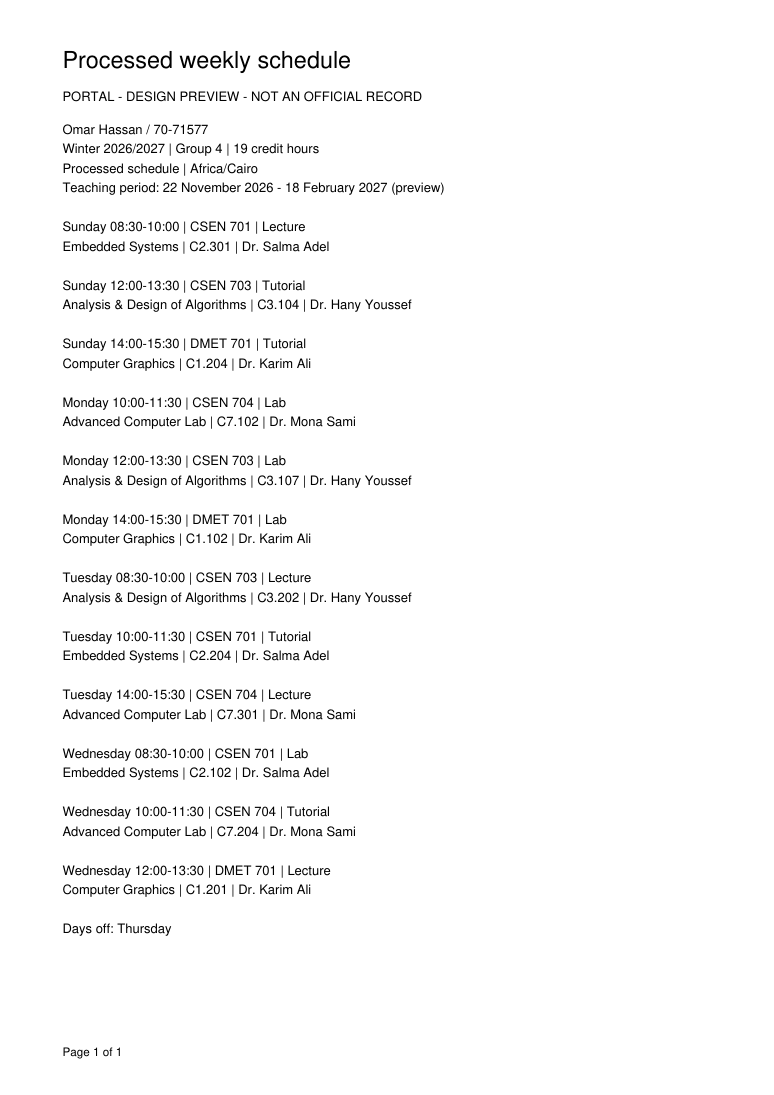 Processed weekly schedule
PORTAL - DESIGN PREVIEW - NOT AN OFFICIAL RECORD
Omar Hassan / 70-71577
Winter 2026/2027 | Group 4 | 19 credit hours
Processed schedule | Africa/Cairo
Teaching period: 22 November 2026 - 18 February 2027 (preview)
Sunday 08:30-10:00 | CSEN 701 | Lecture
Embedded Systems | C2.301 | Dr. Salma Adel
Sunday 12:00-13:30 | CSEN 703 | Tutorial
Analysis & Design of Algorithms | C3.104 | Dr. Hany Youssef
Sunday 14:00-15:30 | DMET 701 | Tutorial
Computer Graphics | C1.204 | Dr. Karim Ali
Monday 10:00-11:30 | CSEN 704 | Lab
Advanced Computer Lab | C7.102 | Dr. Mona Sami
Monday 12:00-13:30 | CSEN 703 | Lab
Analysis & Design of Algorithms | C3.107 | Dr. Hany Youssef
Monday 14:00-15:30 | DMET 701 | Lab
Computer Graphics | C1.102 | Dr. Karim Ali
Tuesday 08:30-10:00 | CSEN 703 | Lecture
Analysis & Design of Algorithms | C3.202 | Dr. Hany Youssef
Tuesday 10:00-11:30 | CSEN 701 | Tutorial
Embedded Systems | C2.204 | Dr. Salma Adel
Tuesday 14:00-15:30 | CSEN 704 | Lecture
Advanced Computer Lab | C7.301 | Dr. Mona Sami
Wednesday 08:30-10:00 | CSEN 701 | Lab
Embedded Systems | C2.102 | Dr. Salma Adel
Wednesday 10:00-11:30 | CSEN 704 | Tutorial
Advanced Computer Lab | C7.204 | Dr. Mona Sami
Wednesday 12:00-13:30 | DMET 701 | Lecture
Computer Graphics | C1.201 | Dr. Karim Ali
Days off: Thursday
Page 1 of 1